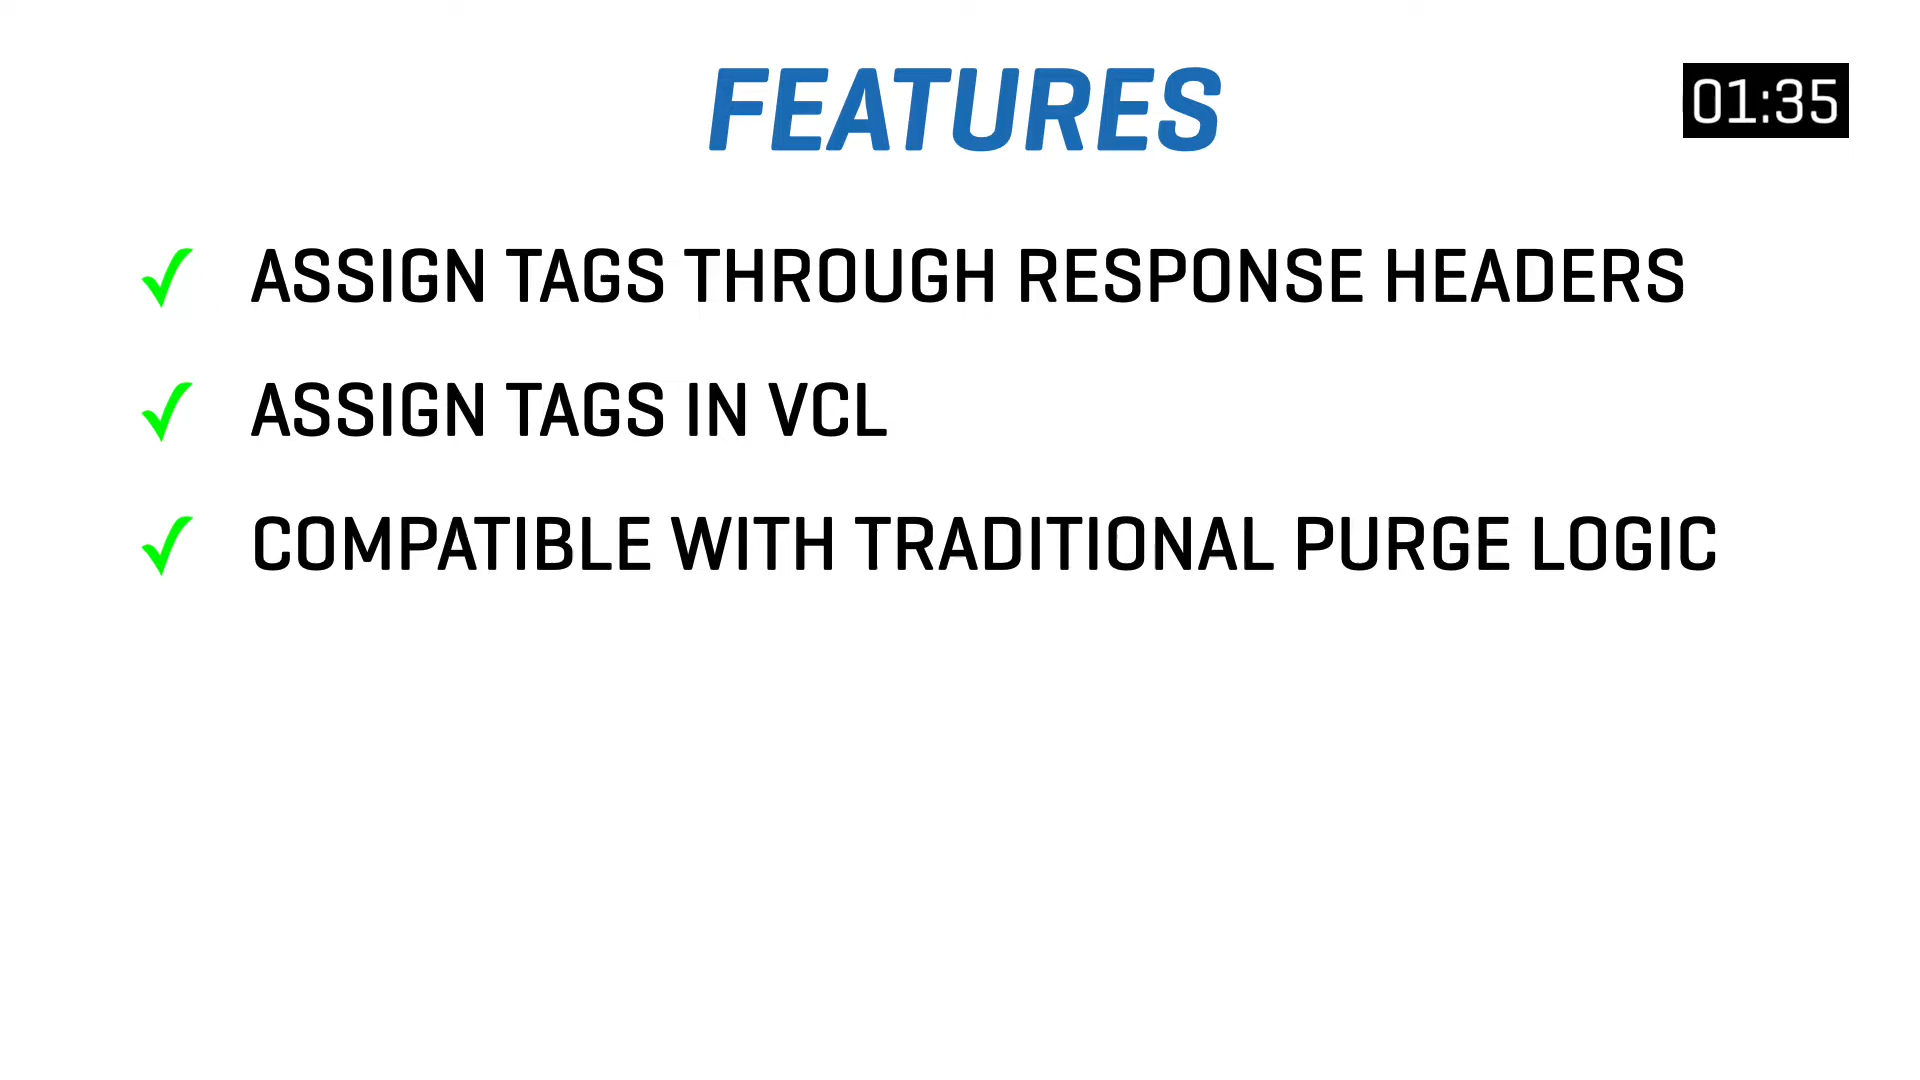 FEATURES
01:35
✓ ASSIGN TAGS THROUGH RESPONSE HEADERS
✓ ASSIGN TAGS IN VCL
✓ COMPATIBLE WITH TRADITIONAL PURGE LOGIC